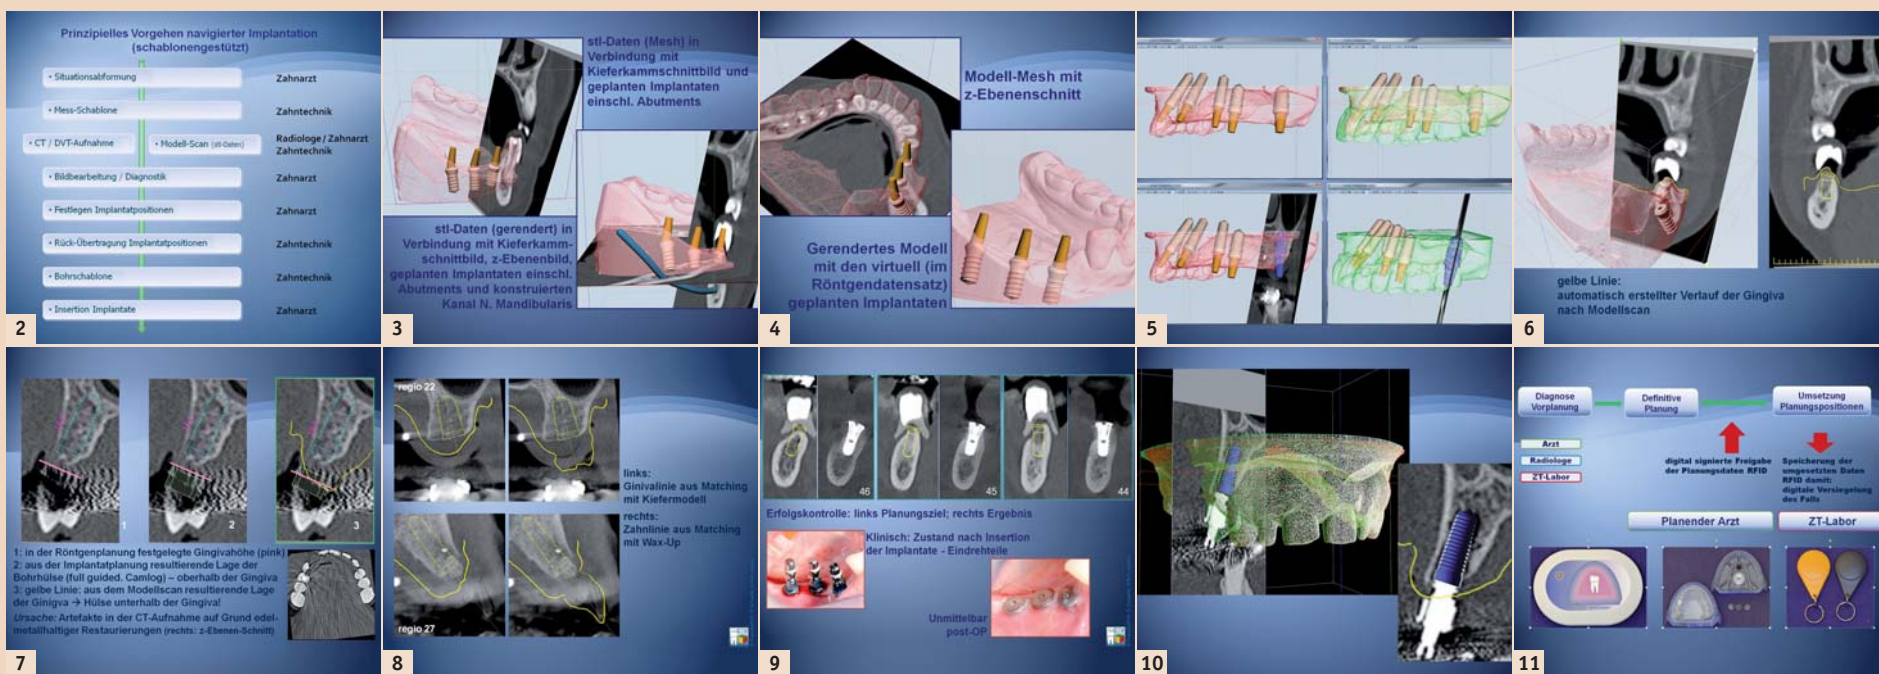 Prinzipielles Vorgehen navigierter Implantation
(schablonengestützt)
• Situationsabformung
Zahnarzt
• Mess-Schablone
Zahntechnik
• CT / DVT-Aufnahme
• Modell-Scan (stl-Daten)
Radiologe / Zahnarzt
Zahntechnik
• Bildbearbeitung / Diagnostik
Zahnarzt
• Festlegen Implantatpositionen
Zahnarzt
• Rück-Übertragung Implantatpositionen
Zahntechnik
• Bohrschablone
Zahntechnik
• Insertion Implantate
Zahnarzt
2
stl-Daten (Mesh) in
Verbindung mit
Kieferkammschnittbild und
geplanten Implantaten
einschl. Abutments
stl-Daten (gerendert) in
Verbindung mit Kieferkamm-
schnittbild, z-Ebenenbild,
geplanten Implantaten einschl.
Abutments und konstruierten
Kanal N. Mandibularis
3
Modell-Mesh mit
z-Ebenenschnitt
Gerendertes Modell
mit den virtuell (im
Röntgendatensatz)
geplanten Implantaten
4
5
gelbe Linie:
automatisch erstellter Verlauf der Gingiva
nach Modellscan
6
1
2
3
1: in der Röntgenplanung festgelegte Gingivahöhe (pink)
2: aus der Implantatplanung resultierende Lage der
Bohrhülse (full guided. Camlog) – oberhalb der Gingiva
3: gelbe Linie: aus dem Modellscan resultierende Lage
der Ginigva → Hülse unterhalb der Gingiva!
Ursache: Artefakte in der CT-Aufnahme auf Grund edel-
metallhaltiger Restaurierungen (rechts: z-Ebenen-Schnitt)
7
regio 22
links:
Ginivalinie aus Matching
mit Kiefermodell
rechts:
Zahnlinie aus Matching
mit Wax-Up
regio 27
8
46
45
44
Erfolgskontrolle: links Planungsziel; rechts Ergebnis
Klinisch: Zustand nach Insertion
der Implantate - Eindrehteile
Unmittelbar
post-OP
9
10
Diagnose
Vorplanung
Definitive
Planung
Umsetzung
Planungspositionen
Arzt
Radiologe
ZT-Labor
digital signierte Freigabe
der Planungsdaten RFID
Speicherung der
umgesetzten Daten
RFID damit:
digitale Versiegelung
des Falls
Planender Arzt
ZT-Labor
11